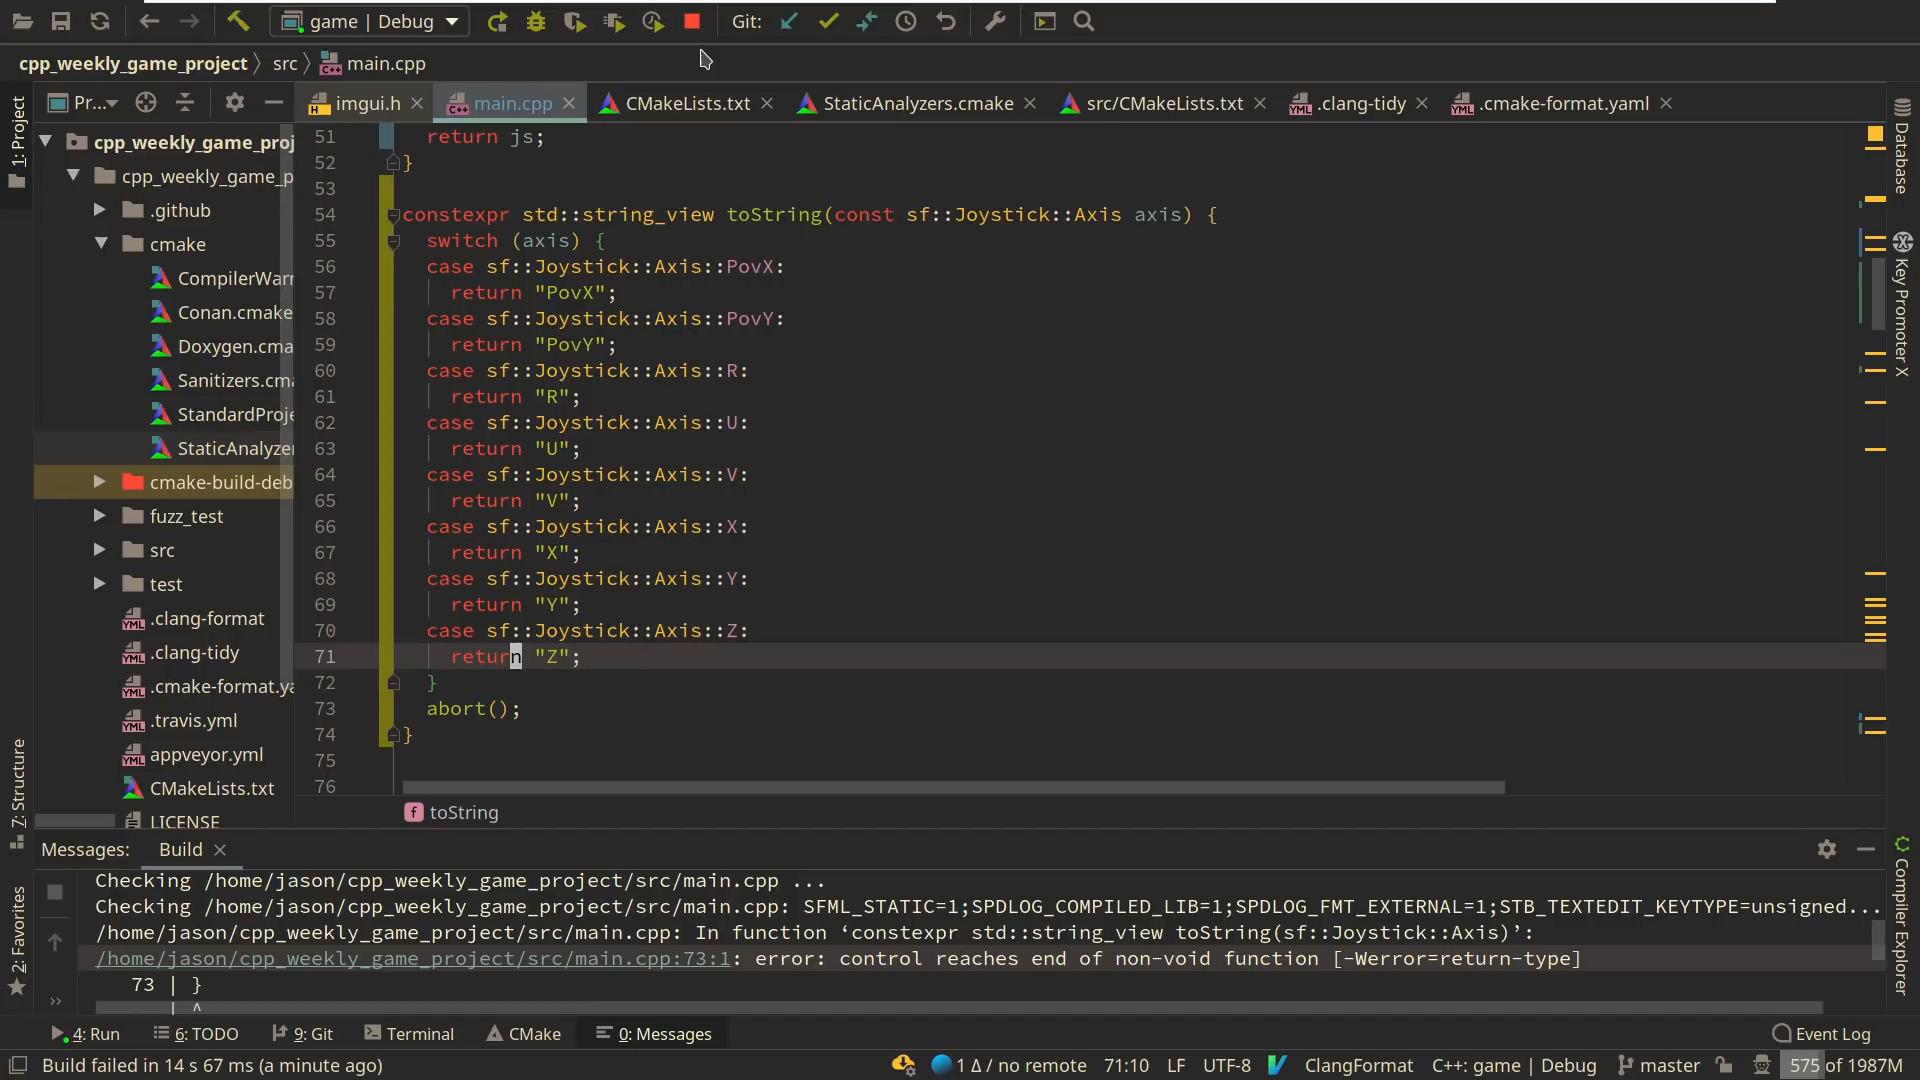 game | Debug
Git:
cpp_weekly_game_project
src
main.cpp
1: Project
Pr...
imgui.h
main.cpp
CMakeLists.txt
StaticAnalyzers.cmake
src/CMakeLists.txt
.clang-tidy
.cmake-format.yaml
cpp_weekly_game_proj
cpp_weekly_game_p
.github
cmake
CompilerWarr
Conan.cmake
Doxygen.cma
Sanitizers.cma
StandardProje
StaticAnalyzer
cmake-build-deb
fuzz_test
src
test
.clang-format
.clang-tidy
.cmake-format.ya
.travis.yml
appveyor.yml
CMakeLists.txt
LICENSE
51 return js;
52 }
53
54 constexpr std::string_view toString(const sf::Joystick::Axis axis) {
55 switch (axis) {
56 case sf::Joystick::Axis::PovX:
57 return "PovX";
58 case sf::Joystick::Axis::PovY:
59 return "PovY";
60 case sf::Joystick::Axis::R:
61 return "R";
62 case sf::Joystick::Axis::U:
63 return "U";
64 case sf::Joystick::Axis::V:
65 return "V";
66 case sf::Joystick::Axis::X:
67 return "X";
68 case sf::Joystick::Axis::Y:
69 return "Y";
70 case sf::Joystick::Axis::Z:
71 return "Z";
72 }
73 abort();
74 }
75
76
toString
Database
Key Promoter X
Compiler Explorer
7: Structure
2: Favorites
Messages: Build
Checking /home/jason/cpp_weekly_game_project/src/main.cpp ...
Checking /home/jason/cpp_weekly_game_project/src/main.cpp: SFML_STATIC=1;SPDLOG_COMPILED_LIB=1;SPDLOG_FMT_EXTERNAL=1;STB_TEXTEDIT_KEYTYPE=unsigned...
/home/jason/cpp_weekly_game_project/src/main.cpp: In function ‘constexpr std::string_view toString(sf::Joystick::Axis)’:
/home/jason/cpp_weekly_game_project/src/main.cpp:73:1: error: control reaches end of non-void function [-Werror=return-type]
73 | }
| ^
4: Run
6: TODO
9: Git
Terminal
CMake
0: Messages
Event Log
Build failed in 14 s 67 ms (a minute ago)
1 Δ / no remote
71:10
LF
UTF-8
ClangFormat
C++: game | Debug
master
575 of 1987M